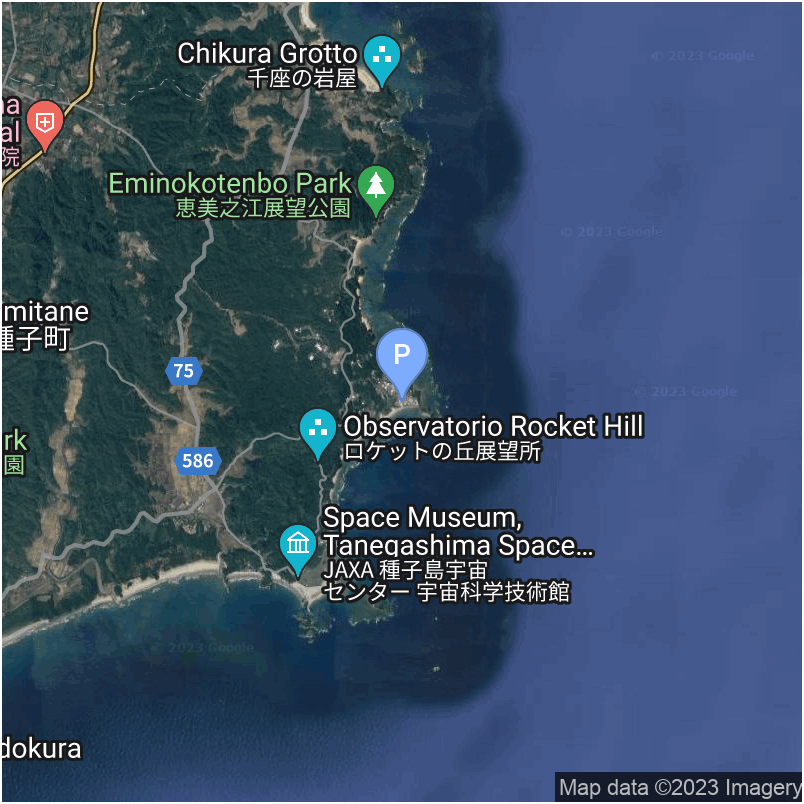 Chikura Grotto
千座の岩屋
na
al
院
Eminokotenbo Park
恵美之江展望公園
mitane
種子町
P
75
rk
園
Observatorio Rocket Hill
ロケットの丘展望所
586
Space Museum,
Tanegashima Space...
JAXA 種子島宇宙
センター 宇宙科学技術館
dokura
© 2023 Google
© 2023 Google
© 2023 Google
© 2023 Google
Map data ©2023 Imagery